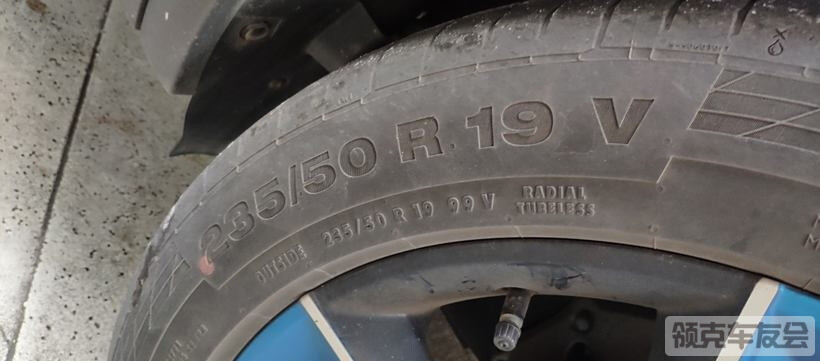 235/50 R 19 V
OUTSIDE 235/50 R 19 99 V RADIAL
TUBELESS
领克车友会